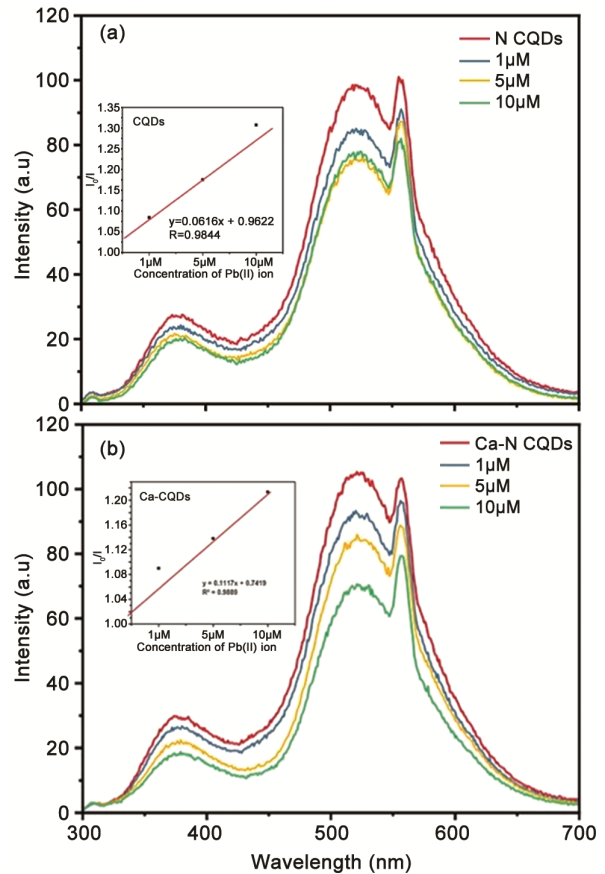 (a)
N CQDs
1µM
5µM
10µM
120
100
80
60
40
20
0
Intensity (a.u)
CQDs
1.35
1.30
1.25
1.20
1.15
1.10
1.05
1.00
I₀/I
y=0.0616x + 0.9622
R=0.9844
1µM
5µM
10µM
Concentration of Pb(II) ion
(b)
Ca-N CQDs
1µM
5µM
10µM
120
100
80
60
40
20
0
Intensity (a.u)
Ca-CQDs
1.20
1.16
1.12
1.08
1.04
1.00
I₀/I
y = 0.1117x + 0.7419
1µM
5µM
10µM
Concentration of Pb(II) ion
300
400
500
600
700
Wavelength (nm)